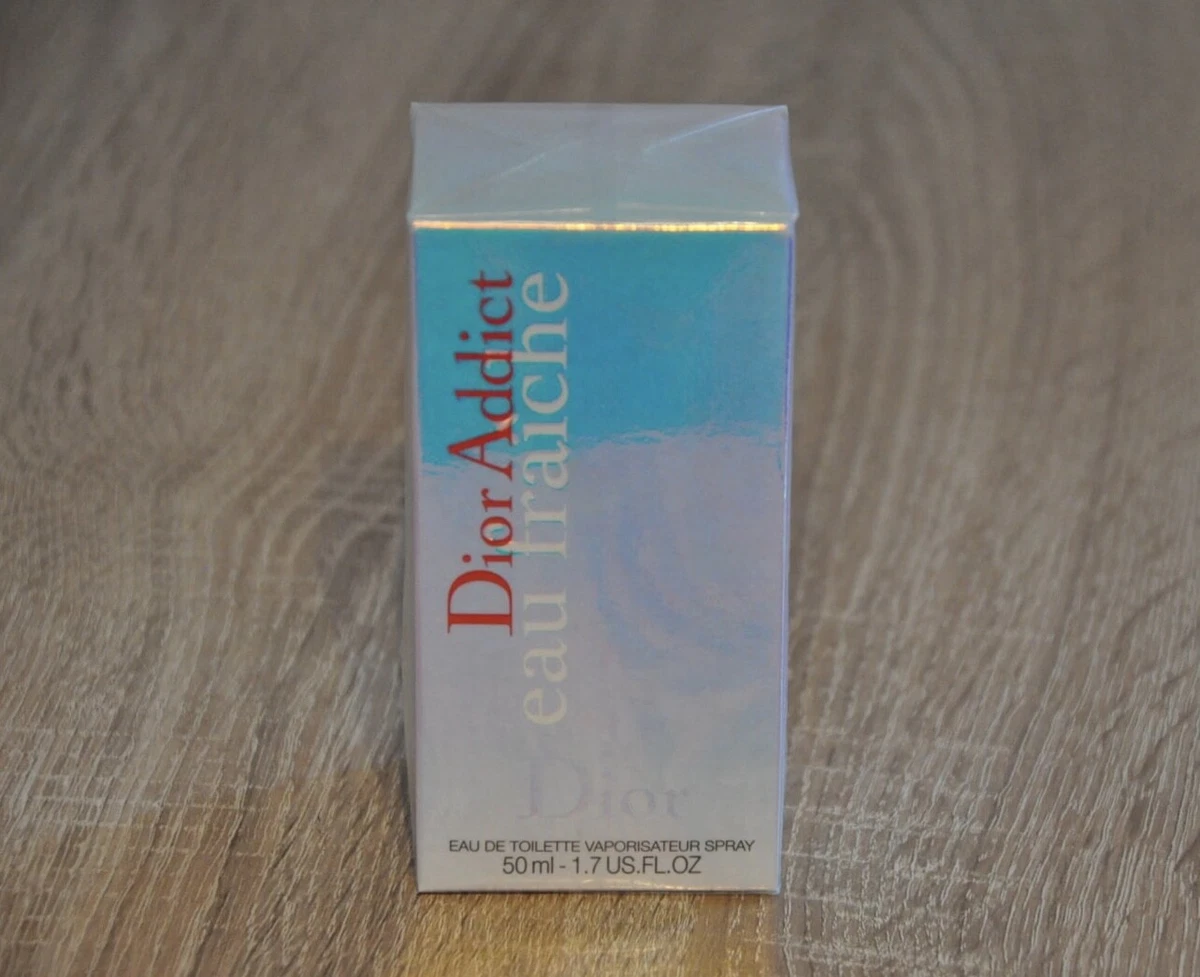 Dior Addict
eau fraîche
Dior
EAU DE TOILETTE VAPORISATEUR SPRAY
50 ml - 1.7 US.FL.OZ